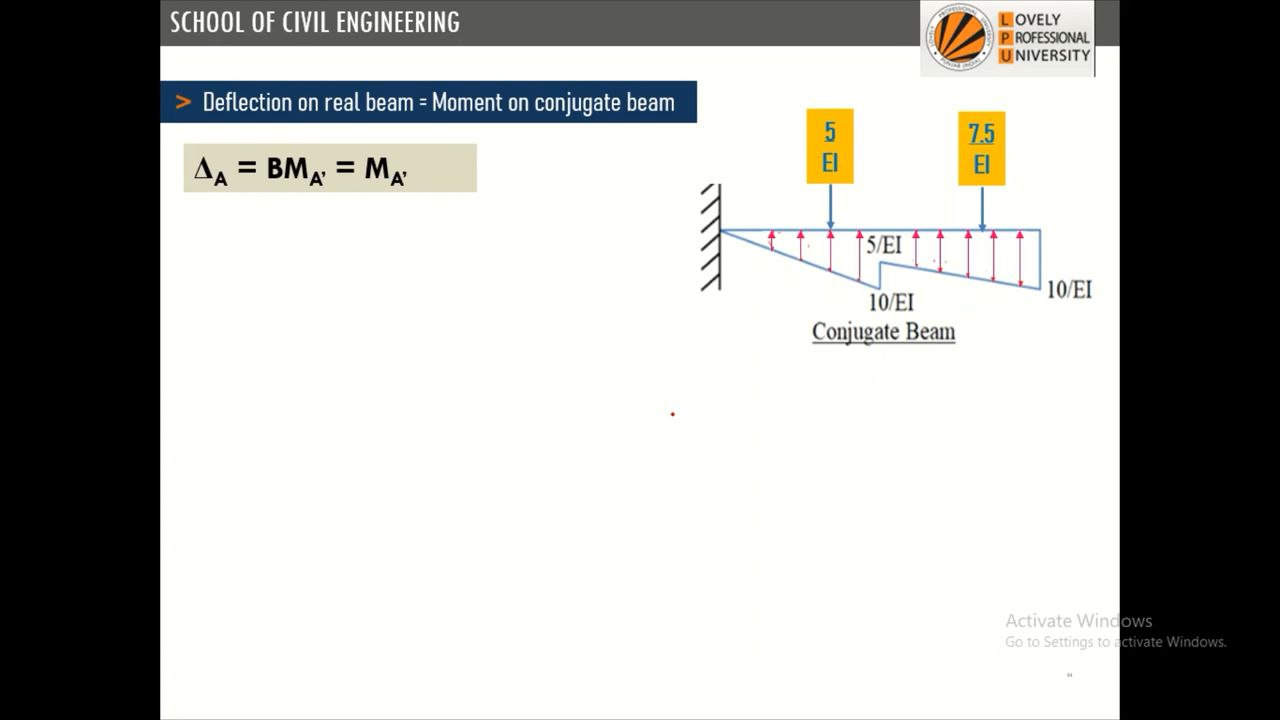 SCHOOL OF CIVIL ENGINEERING
LOVELY
PROFESSIONAL
UNIVERSITY
> Deflection on real beam = Moment on conjugate beam
ΔA = BMA' = MA'
5
EI
7.5
EI
5/EI
10/EI
10/EI
Conjugate Beam
Activate Windows
Go to Settings to activate Windows.